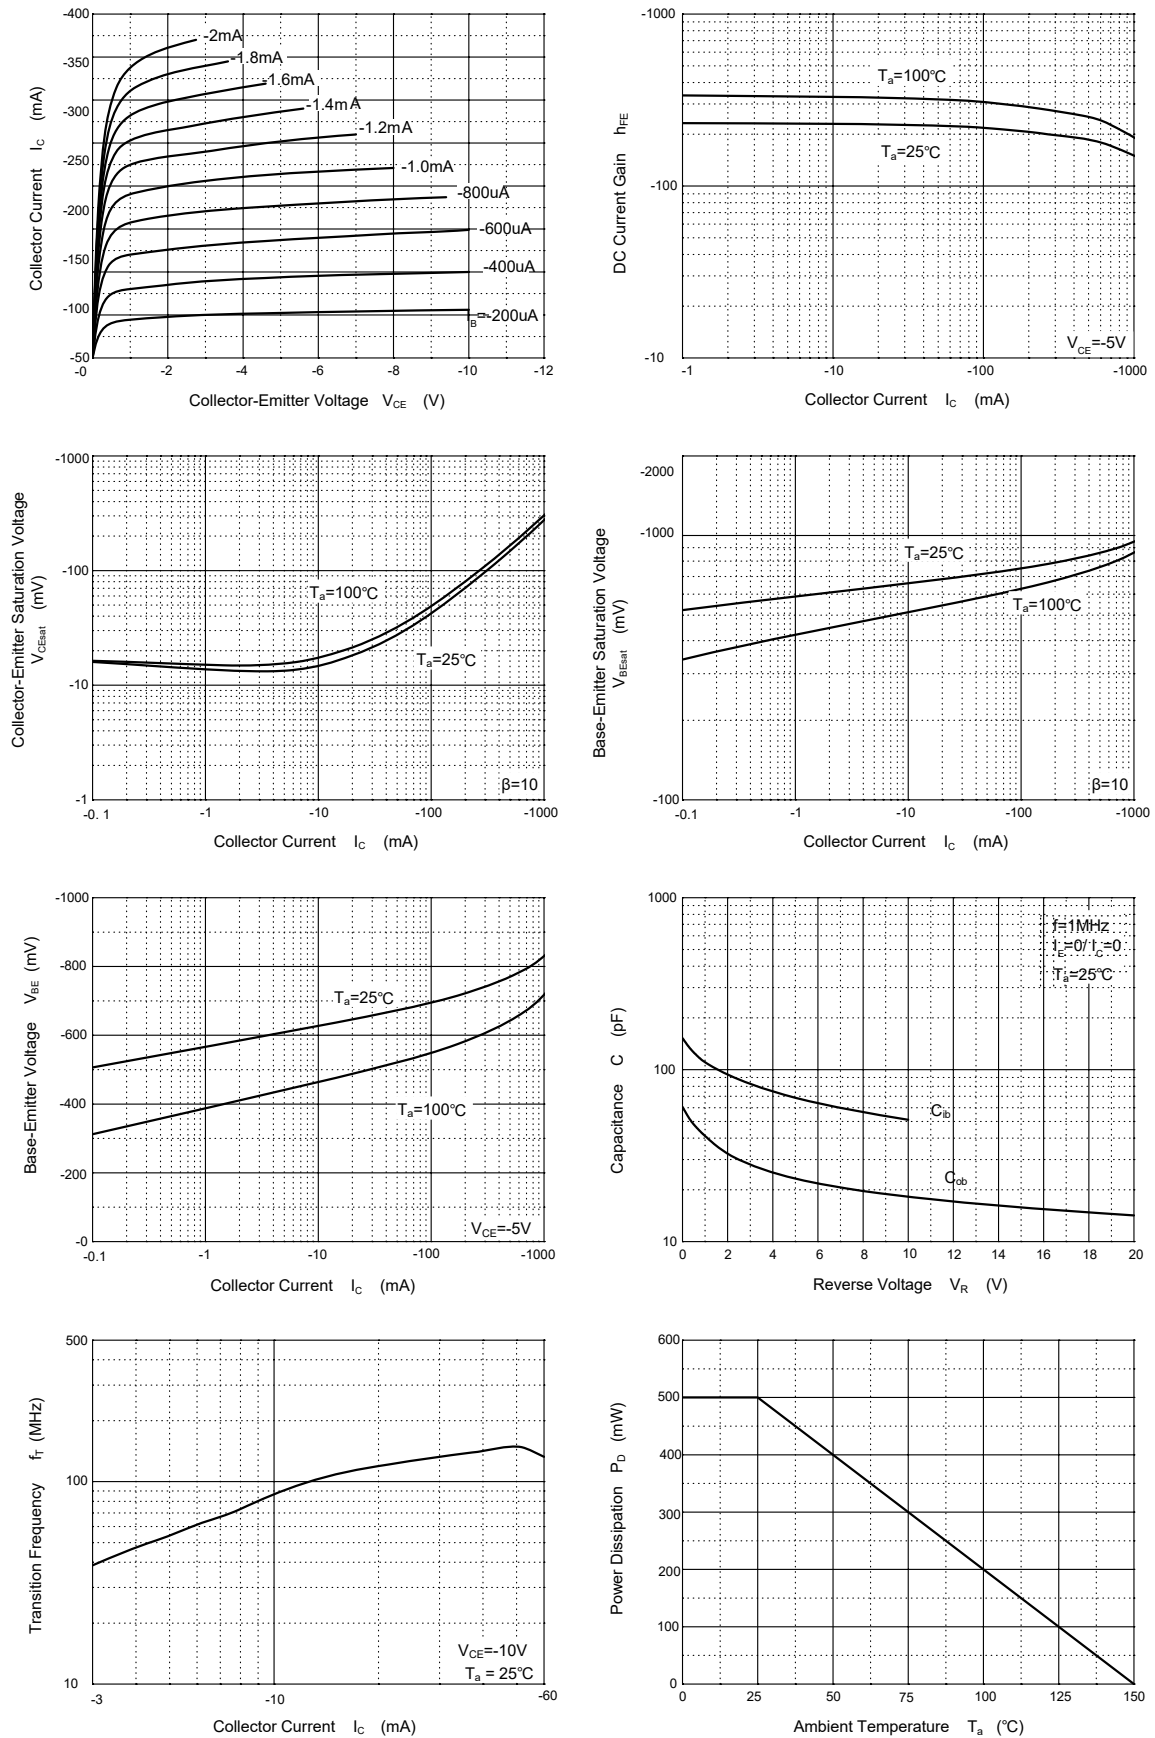 -400
-350
-300
-250
-200
-150
-100
-50
Collector Current I_C (mA)
-2mA
-1.8mA
-1.6mA
-1.4mA
-1.2mA
-1.0mA
-800uA
-600uA
-400uA
I_B=-200uA
-0 -2 -4 -6 -8 -10 -12
Collector-Emitter Voltage V_CE (V)
-1000
-100
-10
DC Current Gain h_FE
T_a=100℃
T_a=25℃
V_CE=-5V
-1 -10 -100 -1000
Collector Current I_C (mA)
-1000
-100
-10
-1
Collector-Emitter Saturation Voltage
V_CEsat (mV)
T_a=100℃
T_a=25℃
β=10
-0. 1 -1 -10 -100 -1000
Collector Current I_C (mA)
-2000
-1000
-100
Base-Emitter Saturation Voltage
V_BEsat (mV)
T_a=25℃
T_a=100℃
β=10
-0.1 -1 -10 -100 -1000
Collector Current I_C (mA)
-1000
-800
-600
-400
-200
-0
Base-Emitter Voltage V_BE (mV)
T_a=25℃
T_a=100℃
V_CE=-5V
-0.1 -1 -10 -100 -1000
Collector Current I_C (mA)
1000
100
10
Capacitance C (pF)
f=1MHz
I_E=0/ I_C=0
T_a=25℃
C_ib
C_ob
0 2 4 6 8 10 12 14 16 18 20
Reverse Voltage V_R (V)
500
100
10
Transition Frequency f_T (MHz)
V_CE=-10V
T_a = 25℃
-3 -10 -60
Collector Current I_C (mA)
600
500
400
300
200
100
0
Power Dissipation P_D (mW)
0 25 50 75 100 125 150
Ambient Temperature T_a (℃)